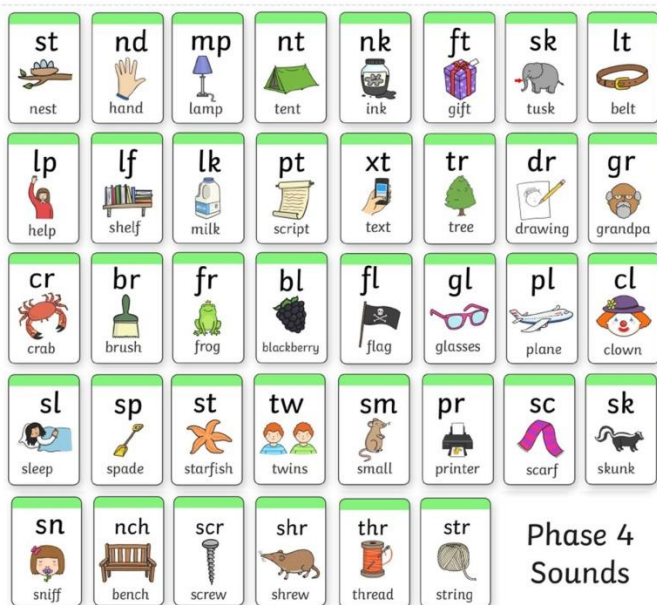 st nd mp nt nk ft sk lt
nest hand lamp tent ink gift tusk belt
lp lf lk pt xt tr dr gr
help shelf milk script text tree drawing grandpa
cr br fr bl fl gl pl cl
crab brush frog blackberry flag glasses plane clown
sl sp st tw sm pr sc sk
sleep spade starfish twins small printer scarf skunk
sn nch scr shr thr str
sniff bench screw shrew thread string
Phase 4
Sounds